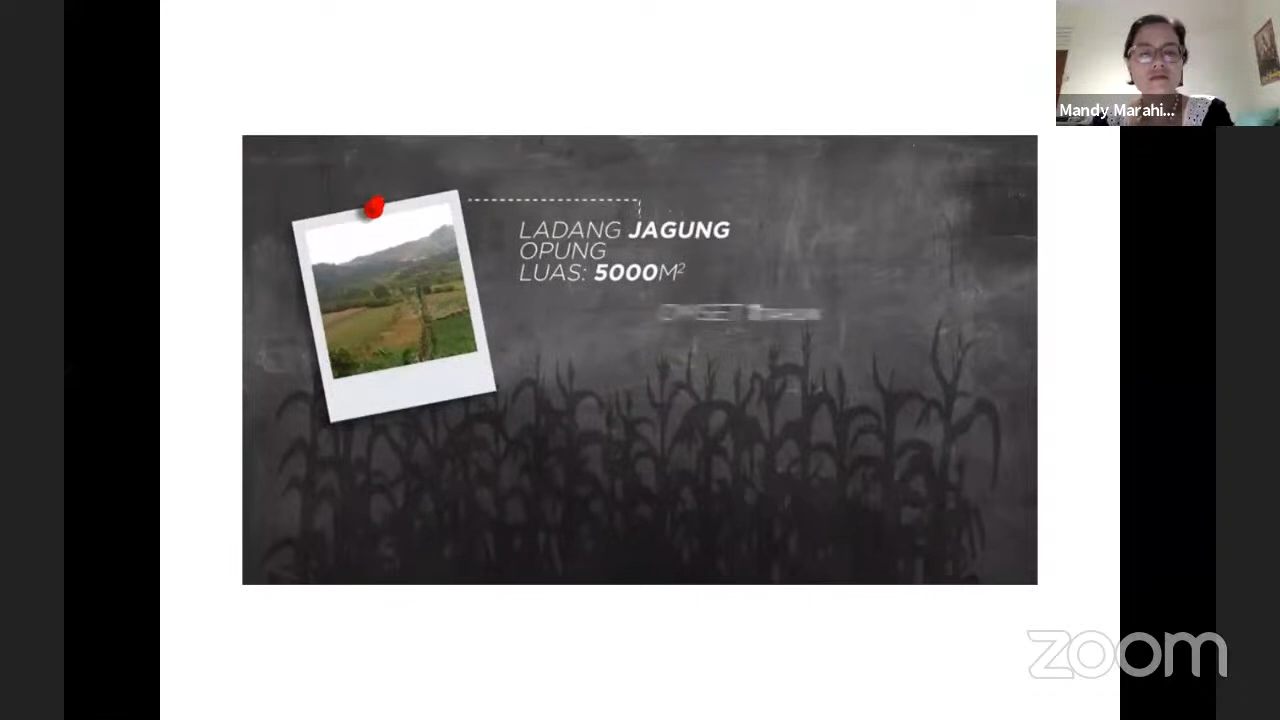 Mandy Marahi...
LADANG JAGUNG
OPUNG
LUAS: 5000M²
zoom